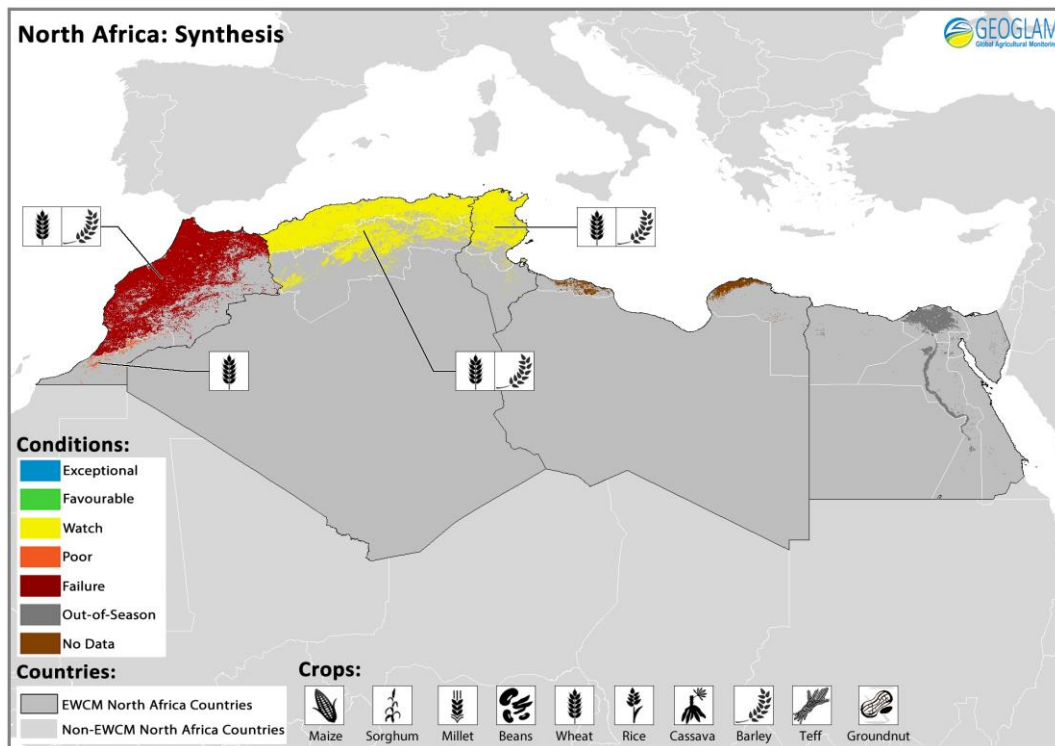 North Africa: Synthesis
GEOGLAM
Global Agricultural Monitoring
Conditions:
Exceptional
Favourable
Watch
Poor
Failure
Out-of-Season
No Data
Countries:
EWCM North Africa Countries
Non-EWCM North Africa Countries
Crops:
Maize
Sorghum
Millet
Beans
Wheat
Rice
Cassava
Barley
Teff
Groundnut